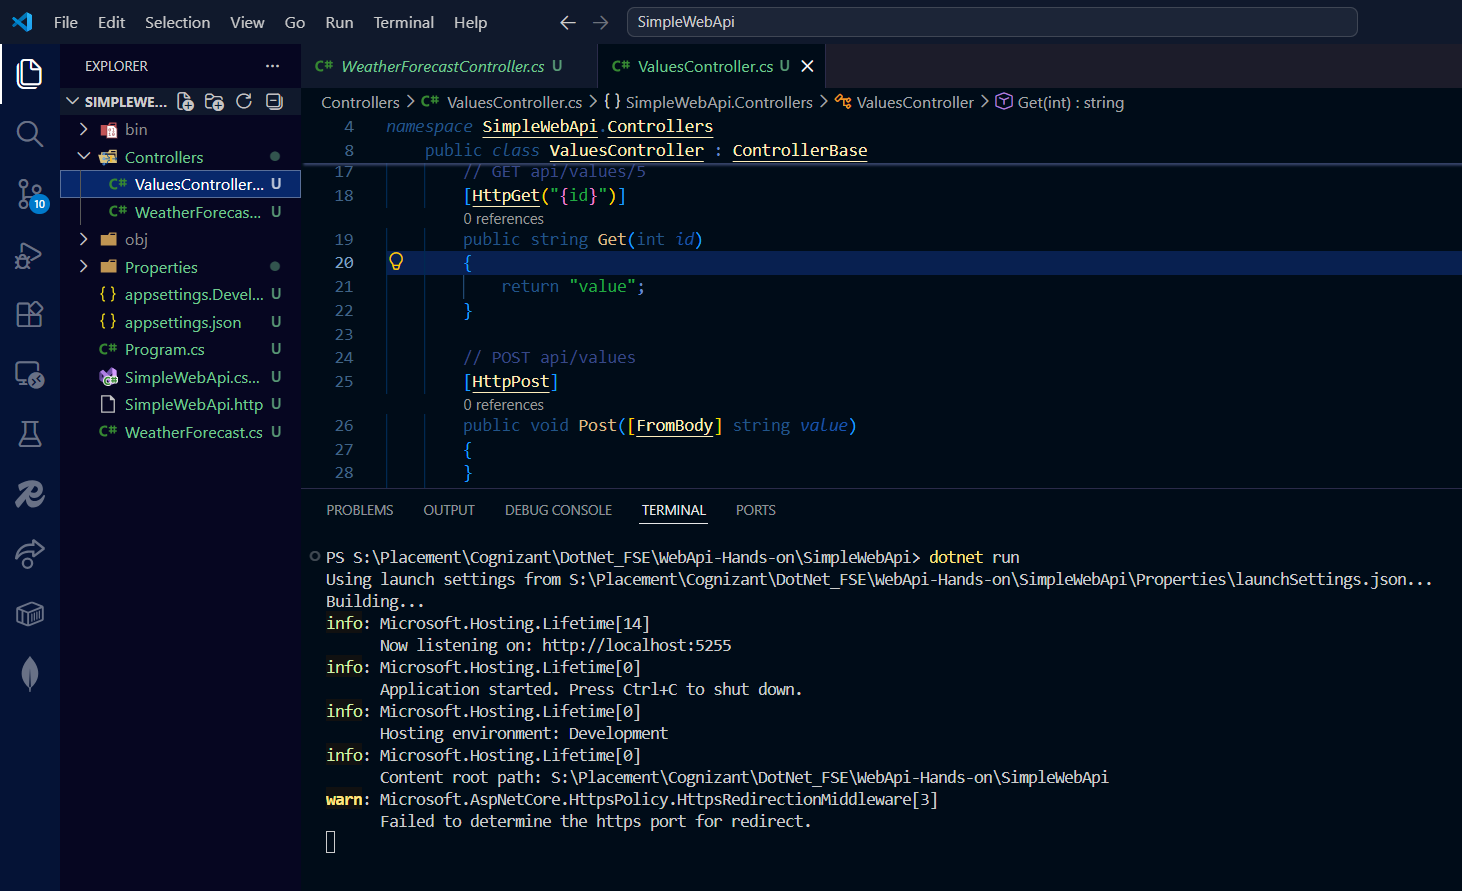 File Edit Selection View Go Run Terminal Help
SimpleWebApi
EXPLORER
SIMPLEWE...
bin
Controllers
C# ValuesController... U
C# WeatherForecas... U
obj
Properties
{} appsettings.Devel... U
{} appsettings.json U
C# Program.cs U
SimpleWebApi.cs... U
SimpleWebApi.http U
C# WeatherForecast.cs U
10
C# WeatherForecastController.cs U
C# ValuesController.cs U
Controllers > C# ValuesController.cs > {} SimpleWebApi.Controllers > ValuesController > Get(int) : string
4 namespace SimpleWebApi.Controllers
8 public class ValuesController : ControllerBase
17 // GET api/values/5
18 [HttpGet("{id}")]
0 references
19 public string Get(int id)
20 {
21 return "value";
22 }
23
24 // POST api/values
25 [HttpPost]
0 references
26 public void Post([FromBody] string value)
27 {
28 }
PROBLEMS OUTPUT DEBUG CONSOLE TERMINAL PORTS
PS S:\Placement\Cognizant\DotNet_FSE\WebApi-Hands-on\SimpleWebApi> dotnet run
Using launch settings from S:\Placement\Cognizant\DotNet_FSE\WebApi-Hands-on\SimpleWebApi\Properties\launchSettings.json...
Building...
info: Microsoft.Hosting.Lifetime[14]
Now listening on: http://localhost:5255
info: Microsoft.Hosting.Lifetime[0]
Application started. Press Ctrl+C to shut down.
info: Microsoft.Hosting.Lifetime[0]
Hosting environment: Development
info: Microsoft.Hosting.Lifetime[0]
Content root path: S:\Placement\Cognizant\DotNet_FSE\WebApi-Hands-on\SimpleWebApi
warn: Microsoft.AspNetCore.HttpsPolicy.HttpsRedirectionMiddleware[3]
Failed to determine the https port for redirect.